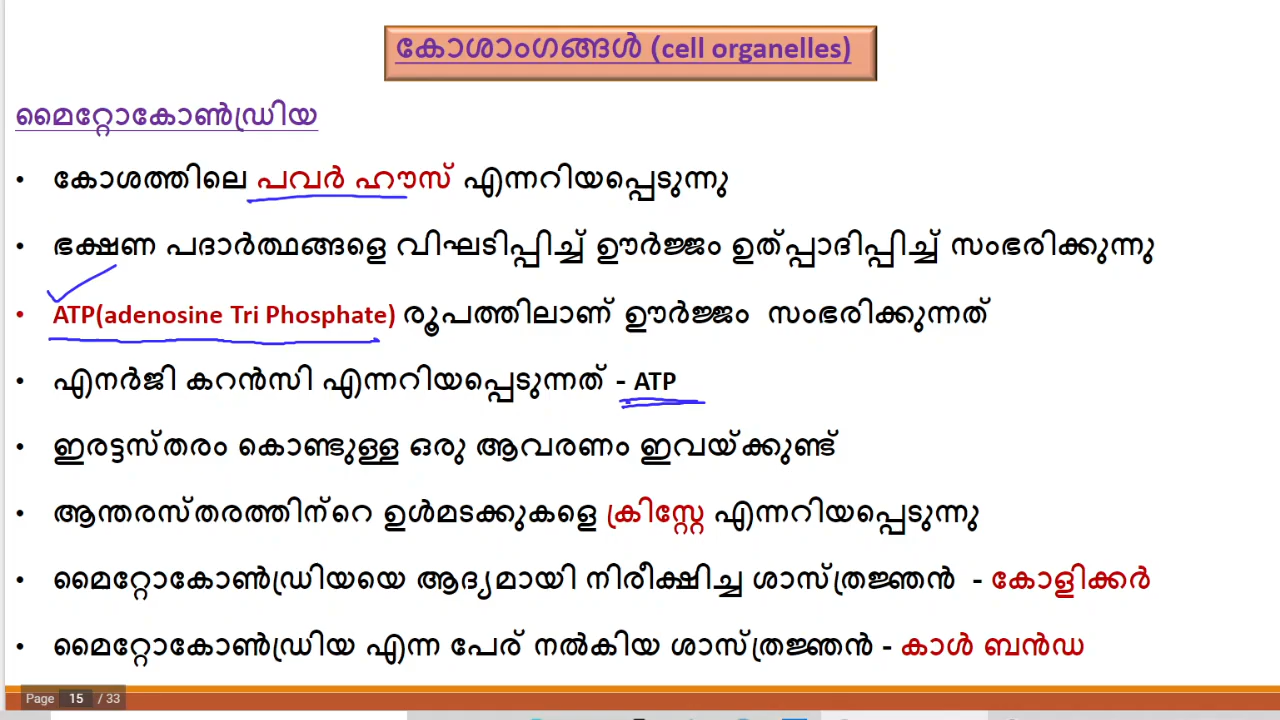 കോശാംഗങ്ങൾ (cell organelles)
മൈറ്റോകോൺഡ്രിയ
• കോശത്തിലെ പവർ ഹൗസ് എന്നറിയപ്പെടുന്നു
• ഭക്ഷണ പദാർത്ഥങ്ങളെ വിഘടിപ്പിച്ച് ഊർജ്ജം ഉത്പ്പാദിപ്പിച്ച് സംഭരിക്കുന്നു
• ATP(adenosine Tri Phosphate) രൂപത്തിലാണ് ഊർജ്ജം സംഭരിക്കുന്നത്
• എനർജി കറൻസി എന്നറിയപ്പെടുന്നത് - ATP
• ഇരട്ടസ്തരം കൊണ്ടുള്ള ഒരു ആവരണം ഇവയ്ക്കുണ്ട്
• ആന്തരസ്തരത്തിന്റെ ഉൾമടക്കുകളെ ക്രിസ്റ്റേ എന്നറിയപ്പെടുന്നു
• മൈറ്റോകോൺഡ്രിയയെ ആദ്യമായി നിരീക്ഷിച്ച ശാസ്ത്രജ്ഞൻ - കോളിക്കർ
• മൈറ്റോകോൺഡ്രിയ എന്ന പേര് നൽകിയ ശാസ്ത്രജ്ഞൻ - കാൾ ബൻഡ
Page 15 / 33